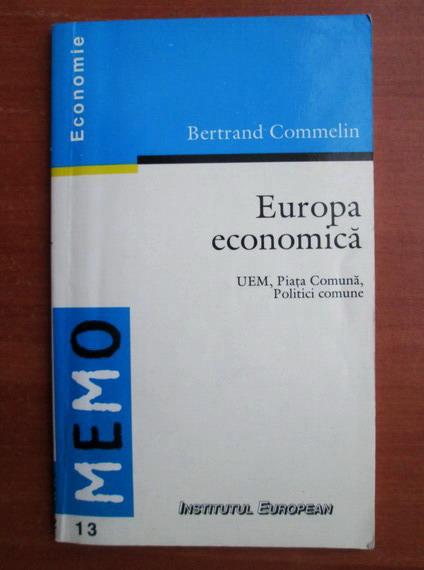 Economie
Bertrand Commelin
Europa
economică
UEM, Piața Comună,
Politici comune
MEMO
13
INSTITUTUL EUROPEAN